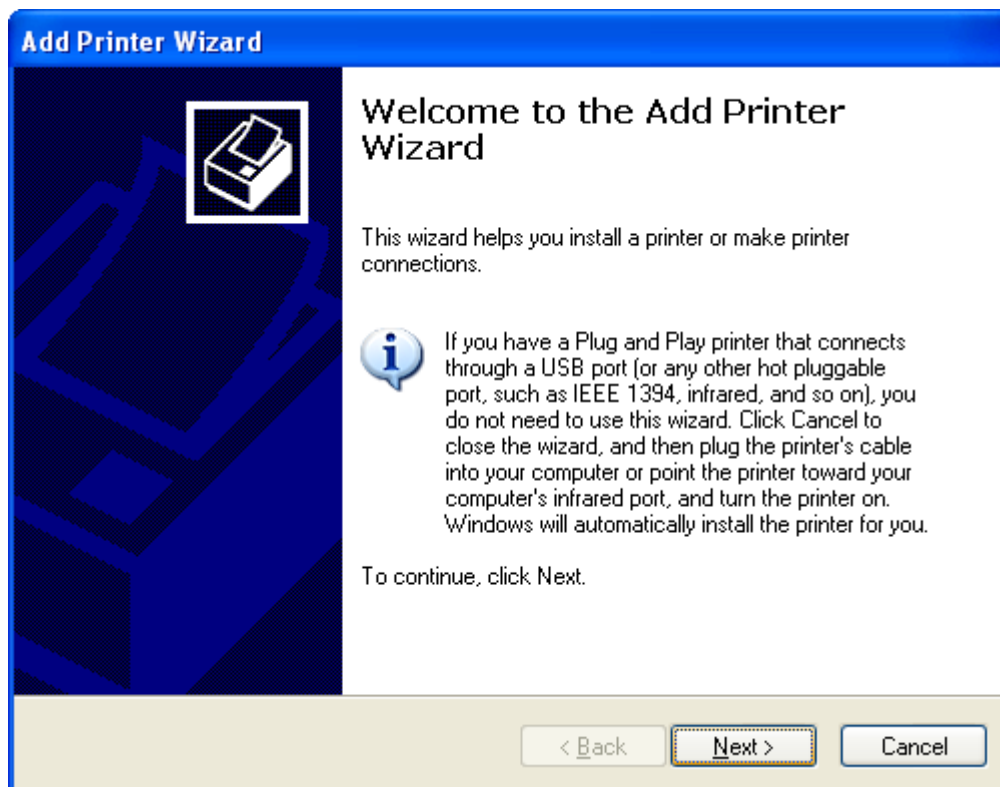 Add Printer Wizard
Welcome to the Add Printer
Wizard
This wizard helps you install a printer or make printer
connections.
If you have a Plug and Play printer that connects
through a USB port (or any other hot pluggable
port, such as IEEE 1394, infrared, and so on), you
do not need to use this wizard. Click Cancel to
close the wizard, and then plug the printer's cable
into your computer or point the printer toward your
computer's infrared port, and turn the printer on.
Windows will automatically install the printer for you.
To continue, click Next.
< Back Next > Cancel